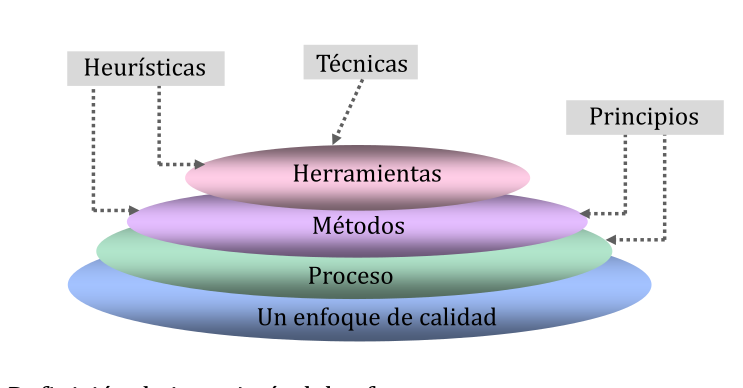 Heurísticas
Técnicas
Principios
Herramientas
Métodos
Proceso
Un enfoque de calidad